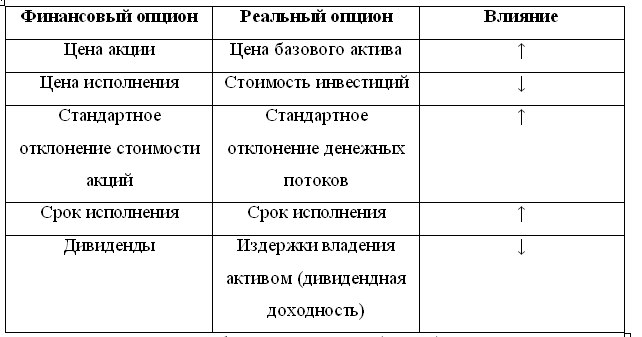 Финансовый опцион Реальный опцион Влияние
Цена акции Цена базового актива ↑
Цена исполнения Стоимость инвестиций ↓
Стандартное Стандартное ↑
отклонение стоимости отклонение денежных
акций потоков
Срок исполнения Срок исполнения ↑
Дивиденды Издержки владения ↓
активом (дивидендная
доходность)